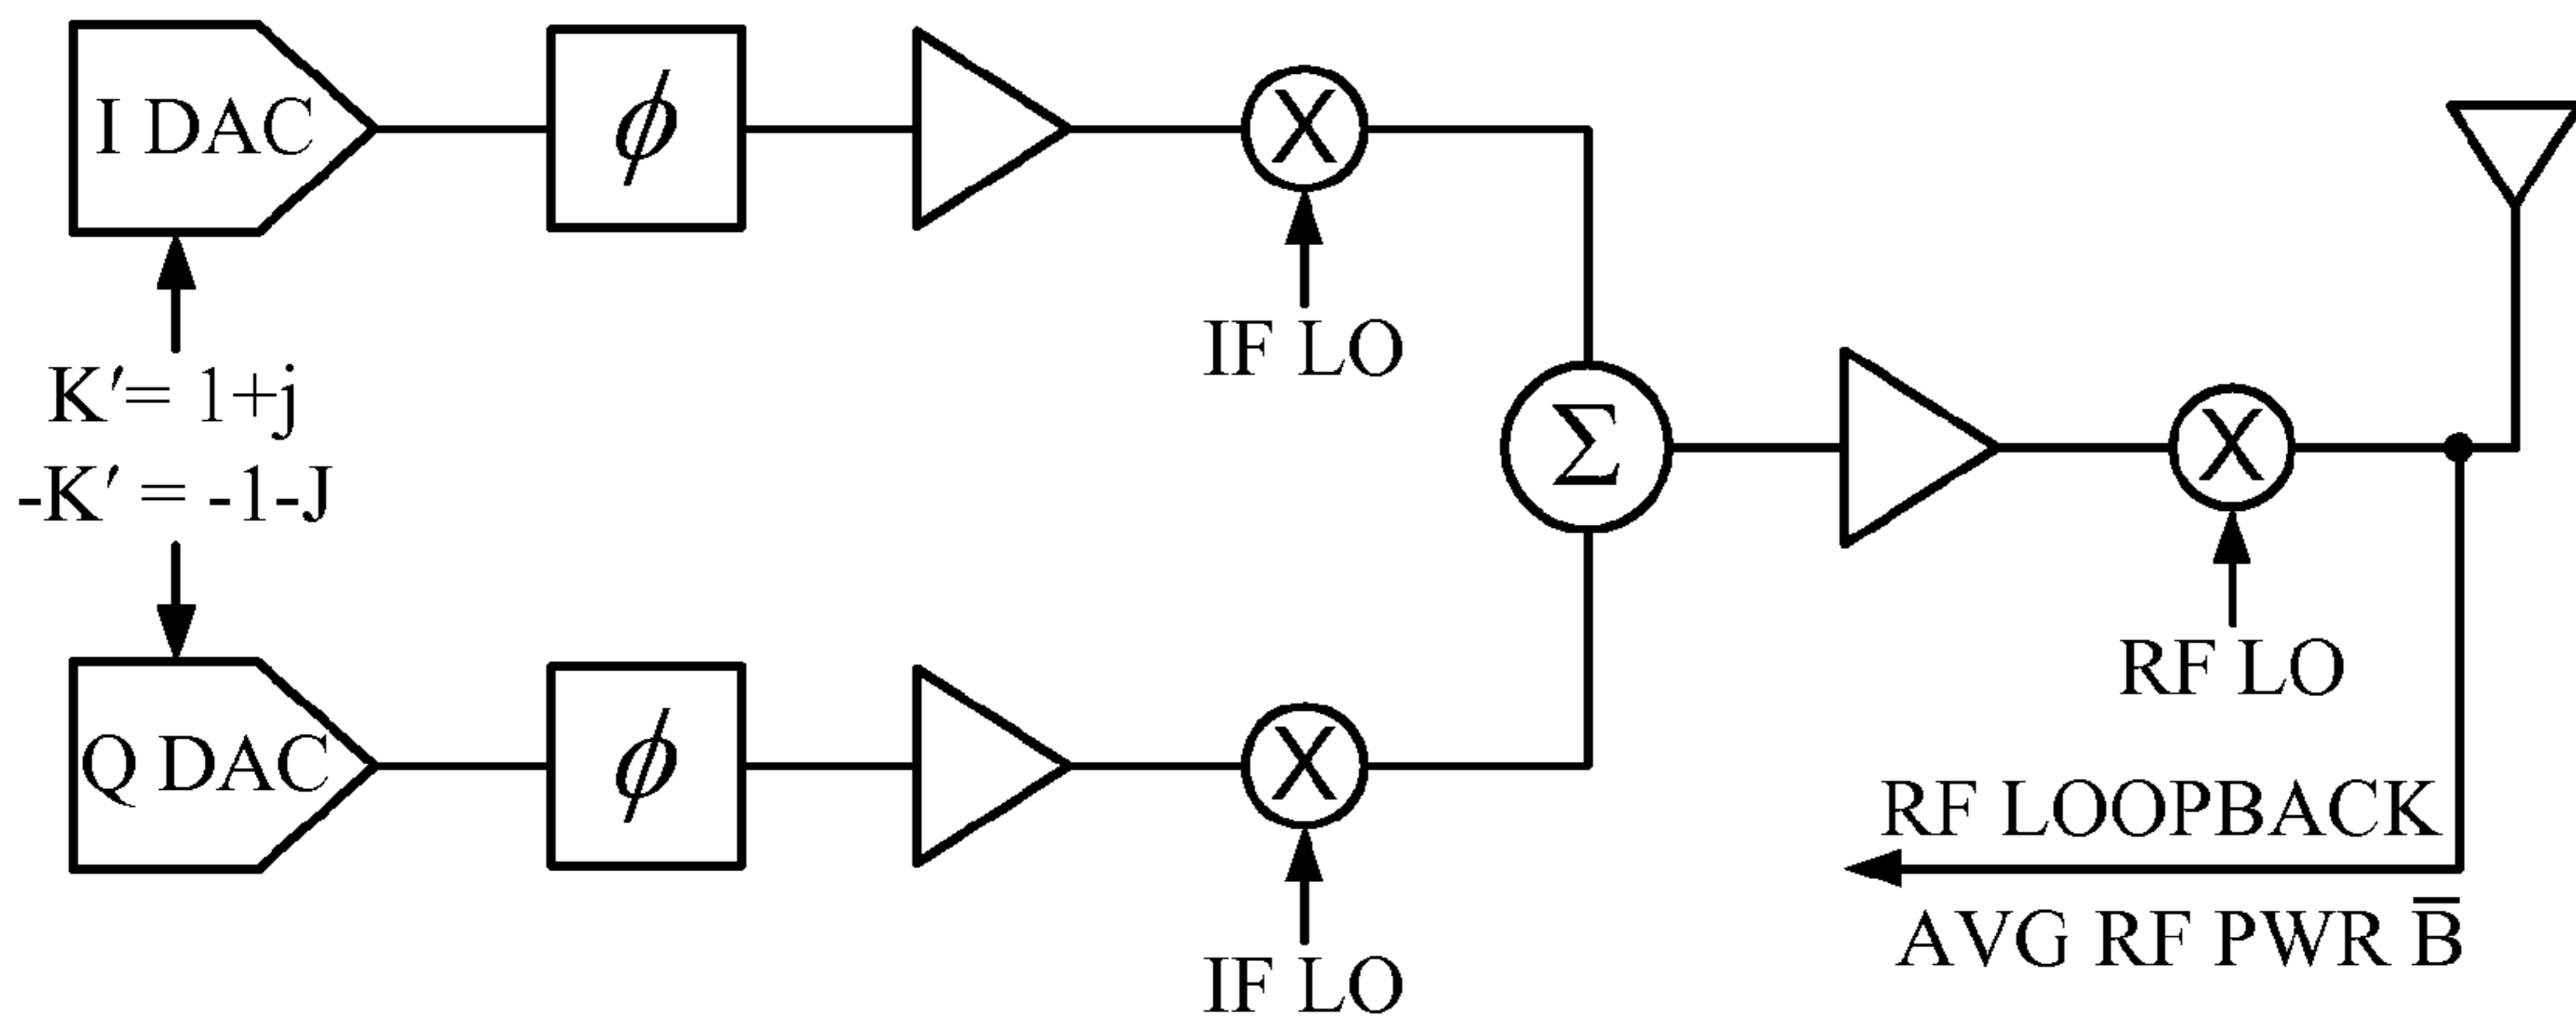 I DAC
ϕ
X
IF LO
K′= 1+j
-K′ = -1-J
Σ
X
RF LO
Q DAC
ϕ
X
RF LOOPBACK
AVG RF PWR B̅
IF LO